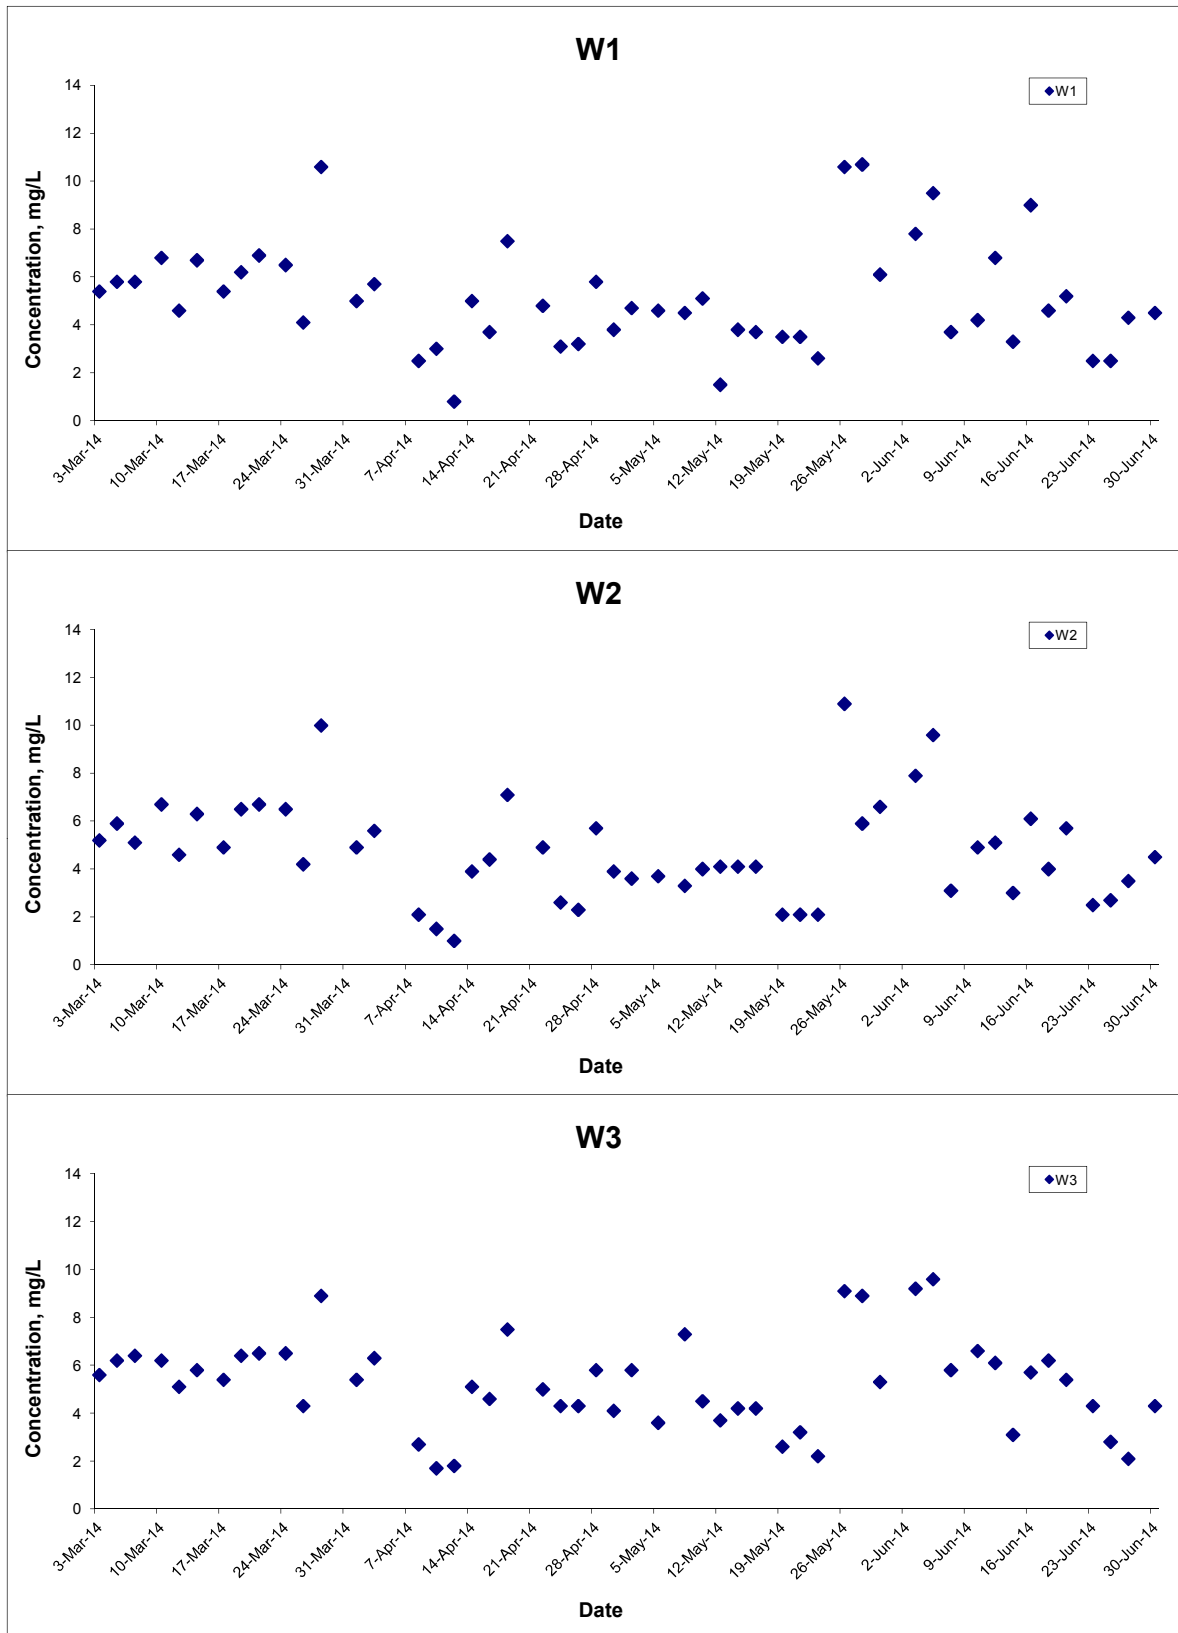 W1
W1
14
12
10
8
6
4
2
0
Concentration, mg/L
3-Mar-14
10-Mar-14
17-Mar-14
24-Mar-14
31-Mar-14
7-Apr-14
14-Apr-14
21-Apr-14
28-Apr-14
5-May-14
12-May-14
19-May-14
26-May-14
2-Jun-14
9-Jun-14
16-Jun-14
23-Jun-14
30-Jun-14
Date
W2
W2
14
12
10
8
6
4
2
0
Concentration, mg/L
3-Mar-14
10-Mar-14
17-Mar-14
24-Mar-14
31-Mar-14
7-Apr-14
14-Apr-14
21-Apr-14
28-Apr-14
5-May-14
12-May-14
19-May-14
26-May-14
2-Jun-14
9-Jun-14
16-Jun-14
23-Jun-14
30-Jun-14
Date
W3
W3
14
12
10
8
6
4
2
0
Concentration, mg/L
3-Mar-14
10-Mar-14
17-Mar-14
24-Mar-14
31-Mar-14
7-Apr-14
14-Apr-14
21-Apr-14
28-Apr-14
5-May-14
12-May-14
19-May-14
26-May-14
2-Jun-14
9-Jun-14
16-Jun-14
23-Jun-14
30-Jun-14
Date